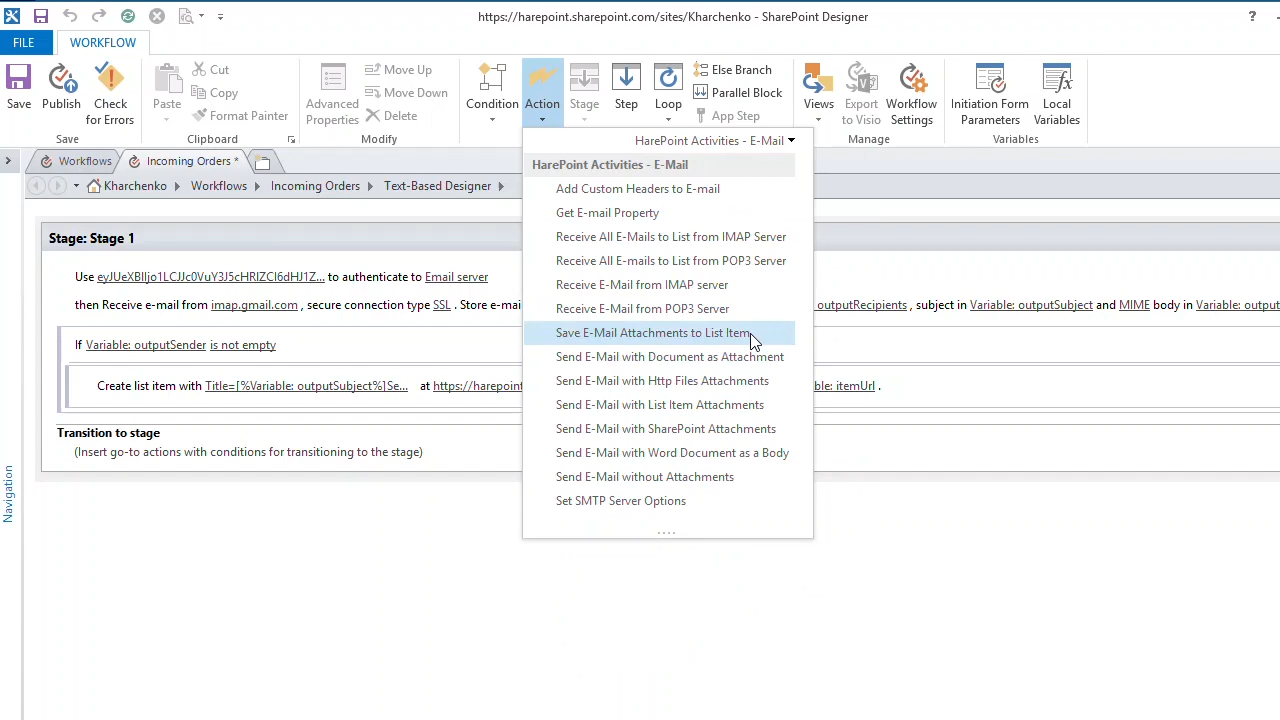 https://harepoint.sharepoint.com/sites/Kharchenko - SharePoint Designer
?
FILE
WORKFLOW
Save
Publish
Check for Errors
Paste
Cut
Copy
Format Painter
Advanced Properties
Move Up
Move Down
Delete
Condition
Action
Stage
Step
Loop
Else Branch
Parallel Block
App Step
Views
Export to Visio
Workflow Settings
Initiation Form Parameters
Local Variables
Save
Clipboard
Modify
Manage
Variables
HarePoint Activities - E-Mail
Workflows
Incoming Orders *
Kharchenko
Workflows
Incoming Orders
Text-Based Designer
HarePoint Activities - E-Mail
Add Custom Headers to E-mail
Get E-mail Property
Receive All E-Mails to List from IMAP Server
Receive All E-mails to List from POP3 Server
Receive E-Mail from IMAP server
Receive E-Mail from POP3 Server
Save E-Mail Attachments to List Item
Send E-Mail with Document as Attachment
Send E-Mail with Http Files Attachments
Send E-Mail with List Item Attachments
Send E-Mail with SharePoint Attachments
Send E-Mail with Word Document as a Body
Send E-Mail without Attachments
Set SMTP Server Options
Stage: Stage 1
to authenticate to Email server
then Receive e-mail from imap.gmail.com , secure connection type SSL . Store e-mai
outputRecipients , subject in Variable: outputSubject and MIME body in Variable: outpu
If Variable: outputSender is not empty
Create list item with Title=[%Variable: outputSubject%]Se... at https://harepoint
ble: itemUrl .
Transition to stage
(Insert go-to actions with conditions for transitioning to the stage)
Navigation